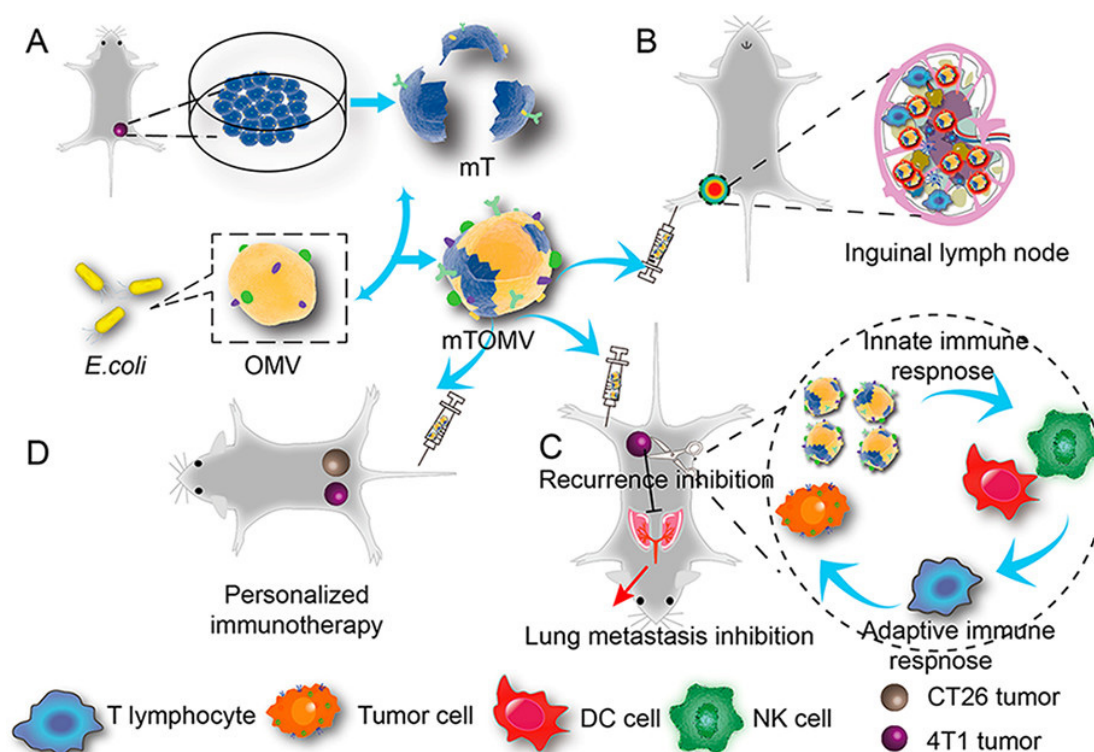 A
mT
B
Inguinal lymph node
E.coli
OMV
mTOMV
D
Personalized
immunotherapy
C
Recurrence inhibition
Lung metastasis inhibition
Innate immune
respnose
Adaptive immune
respnose
T lymphocyte
Tumor cell
DC cell
NK cell
CT26 tumor
4T1 tumor